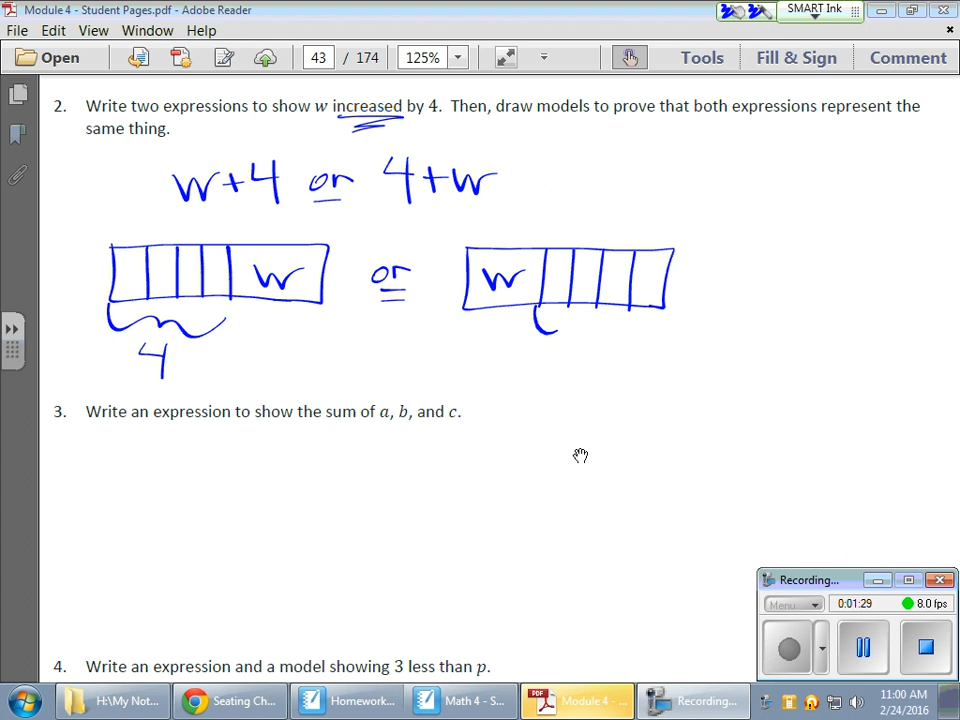 Module 4 - Student Pages.pdf - Adobe Reader
SMART Ink
File Edit View Window Help
Open 43 / 174 125% Tools Fill & Sign Comment
2. Write two expressions to show w increased by 4. Then, draw models to prove that both expressions represent the
same thing.
w+4 or 4+w
w or w
4
3. Write an expression to show the sum of a, b, and c.
Recording...
Menu 0:01:29 8.0 fps
4. Write an expression and a model showing 3 less than p.
H:\My Not... Seating Ch... Homework... Math 4 - S... Module 4 - ... Recording...
11:00 AM
2/24/2016